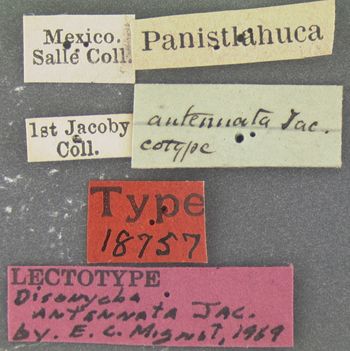 Mexico.
Salle Coll.
Panistlahuca
1st Jacoby
Coll.
antennata Jac.
cotype
Type
18757
LECTOTYPE
Disonycha
ANTENNATA JAC.
by. E. C. Mignot, 1969